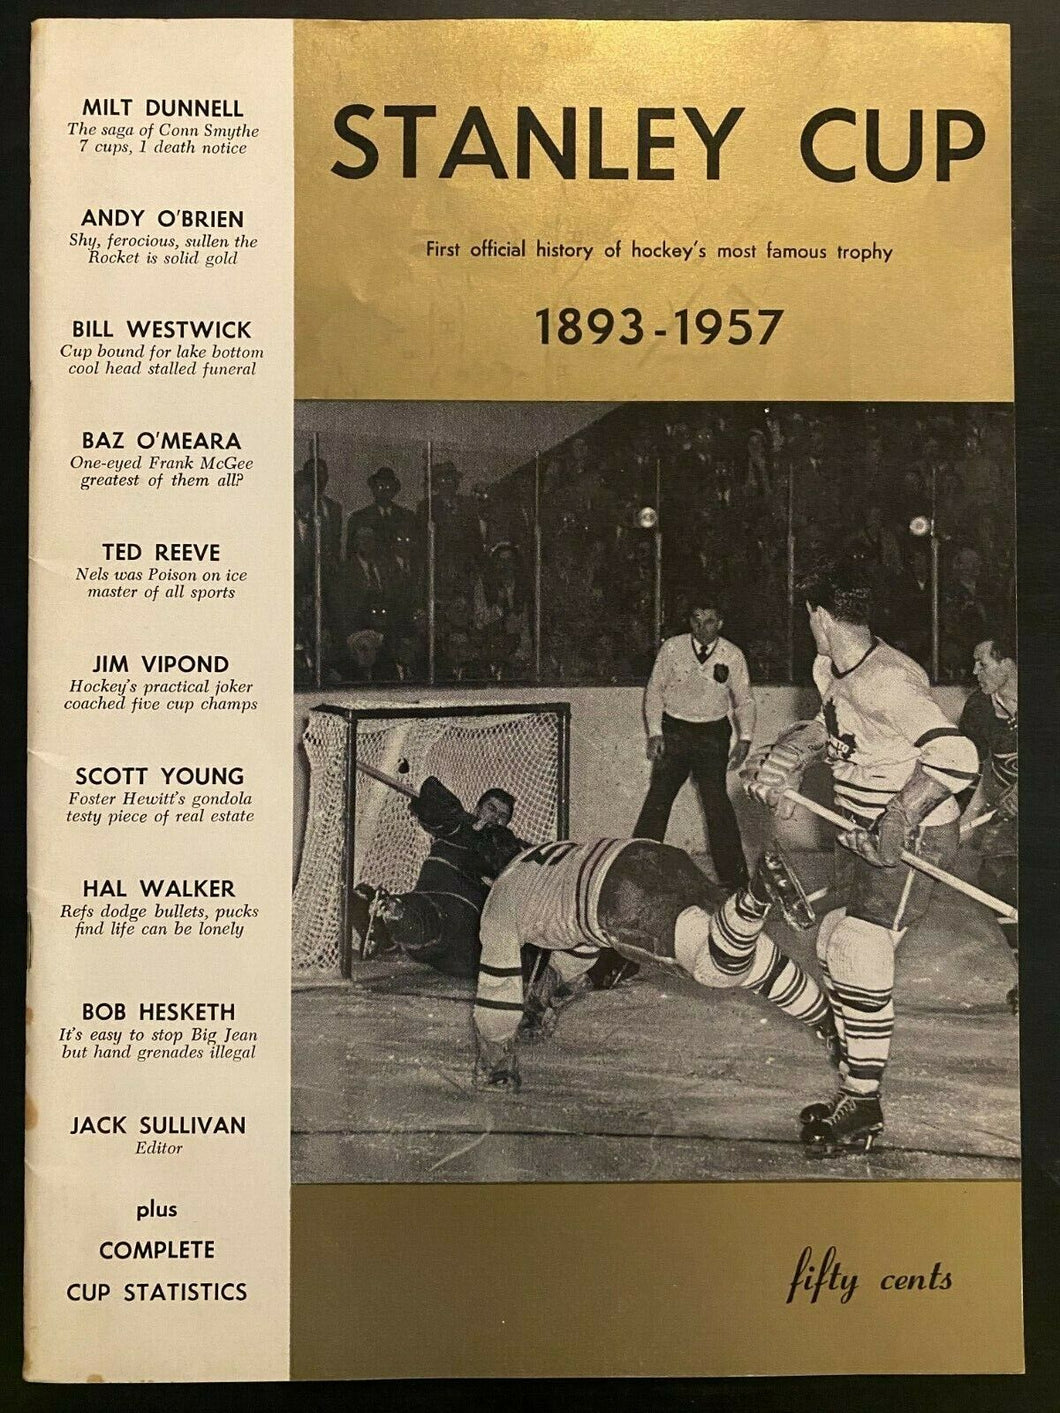 MILT DUNNELL
The saga of Conn Smythe
7 cups, 1 death notice
ANDY O'BRIEN
Shy, ferocious, sullen the
Rocket is solid gold
BILL WESTWICK
Cup bound for lake bottom
cool head stalled funeral
BAZ O'MEARA
One-eyed Frank McGee
greatest of them all?
TED REEVE
Nels was Poison on ice
master of all sports
JIM VIPOND
Hockey's practical joker
coached five cup champs
SCOTT YOUNG
Foster Hewitt's gondola
testy piece of real estate
HAL WALKER
Refs dodge bullets, pucks
find life can be lonely
BOB HESKETH
It's easy to stop Big Jean
but hand grenades illegal
JACK SULLIVAN
Editor
plus
COMPLETE
CUP STATISTICS
STANLEY CUP
First official history of hockey's most famous trophy
1893-1957
fifty cents